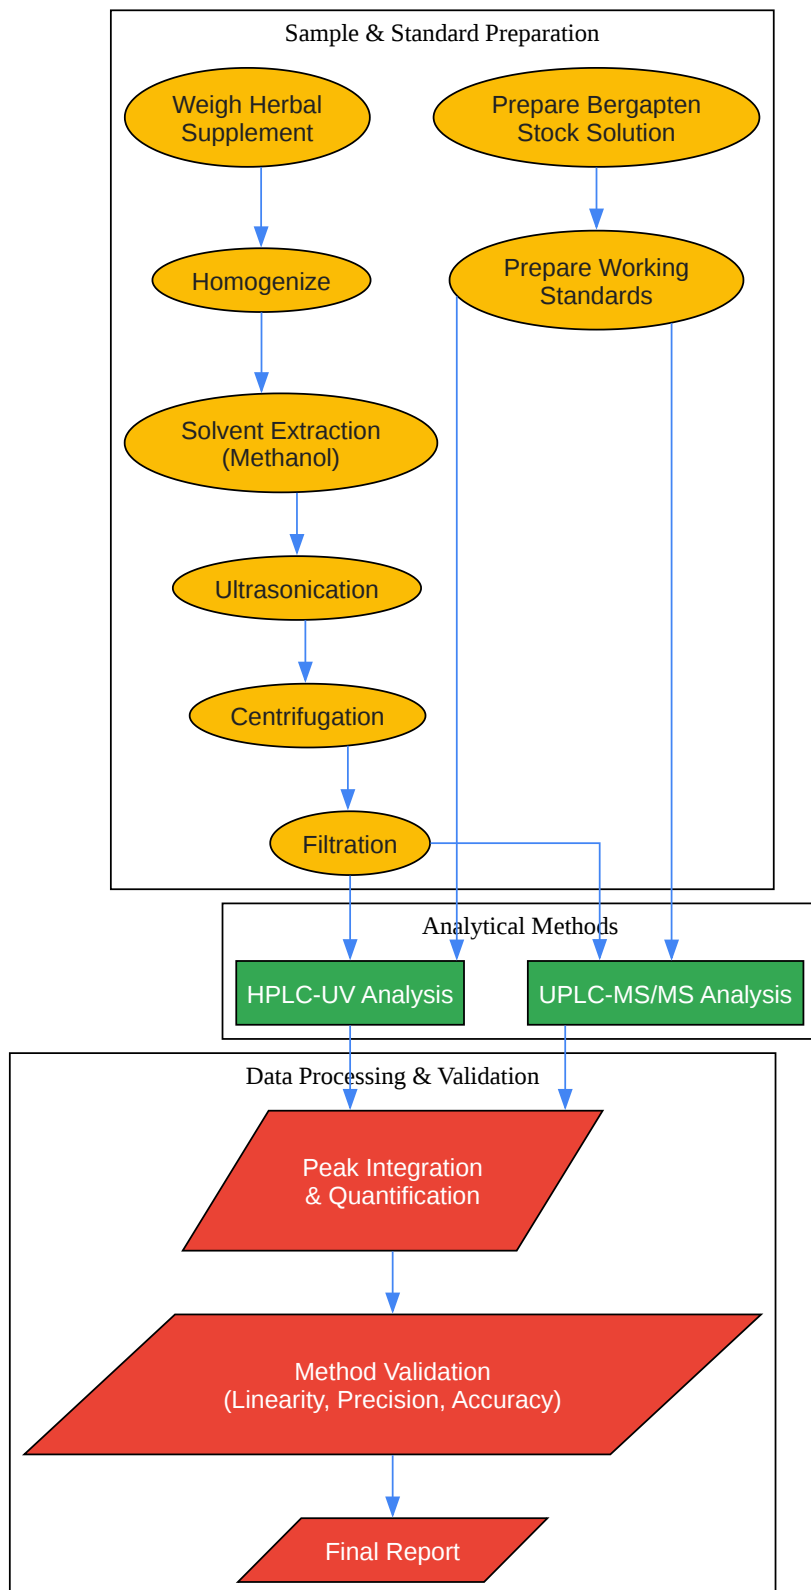 Sample & Standard Preparation
Weigh Herbal
Supplement
Prepare Bergapten
Stock Solution
Homogenize
Prepare Working
Standards
Solvent Extraction
(Methanol)
Ultrasonication
Centrifugation
Filtration
Analytical Methods
HPLC-UV Analysis
UPLC-MS/MS Analysis
Data Processing & Validation
Peak Integration
& Quantification
Method Validation
(Linearity, Precision, Accuracy)
Final Report